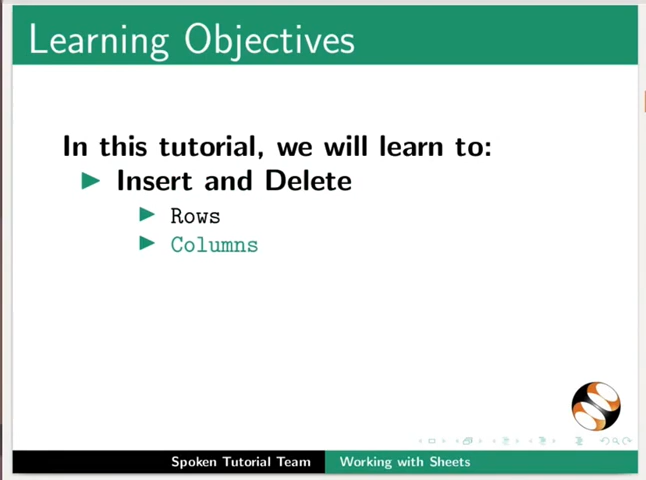 Learning Objectives
In this tutorial, we will learn to:
Insert and Delete
Rows
Columns
Spoken Tutorial Team
Working with Sheets